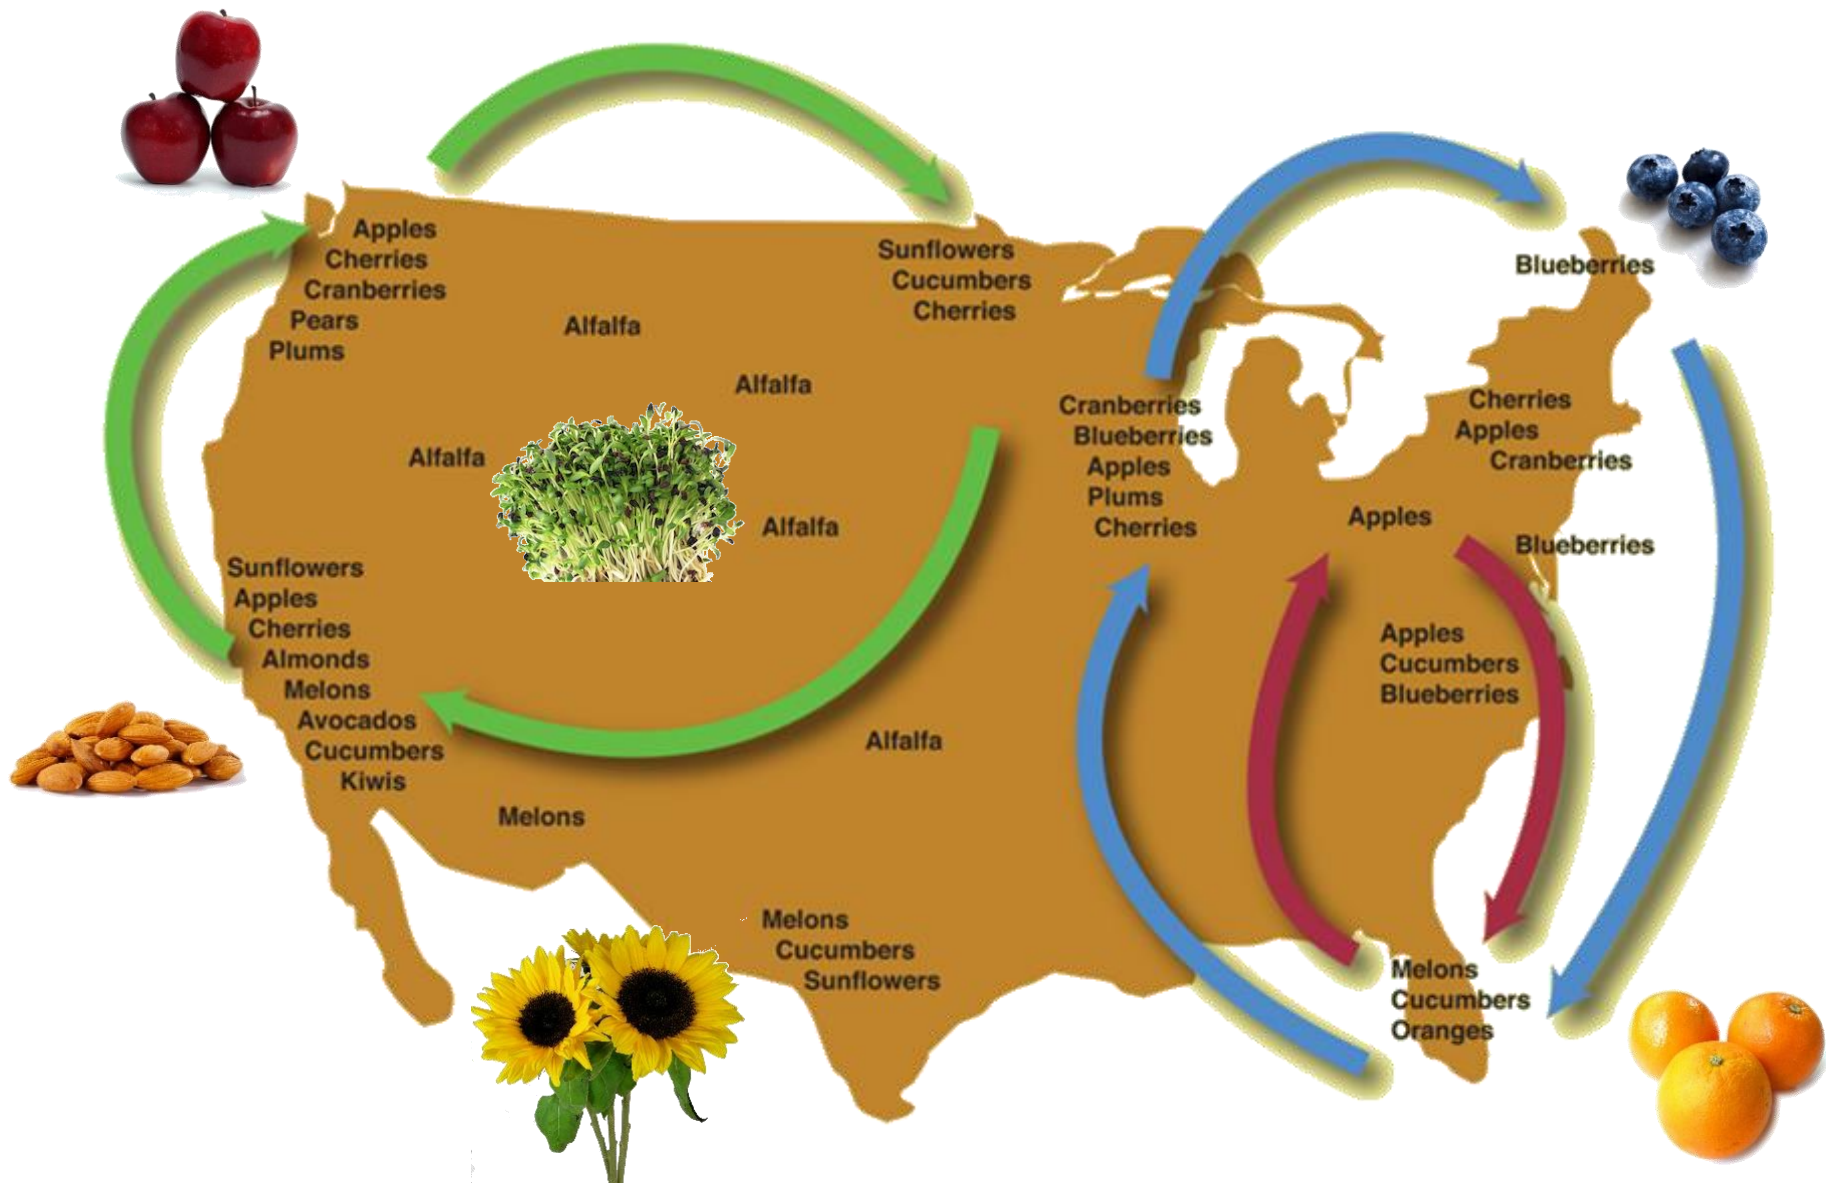 Apples
Cherries
Cranberries
Pears
Plums
Alfalfa
Alfalfa
Alfalfa
Alfalfa
Sunflowers
Cucumbers
Cherries
Blueberries
Cranberries
Blueberries
Apples
Plums
Cherries
Cherries
Apples
Cranberries
Apples
Blueberries
Sunflowers
Apples
Cherries
Almonds
Melons
Avocados
Cucumbers
Kiwis
Apples
Cucumbers
Blueberries
Alfalfa
Melons
Melons
Cucumbers
Sunflowers
Melons
Cucumbers
Oranges